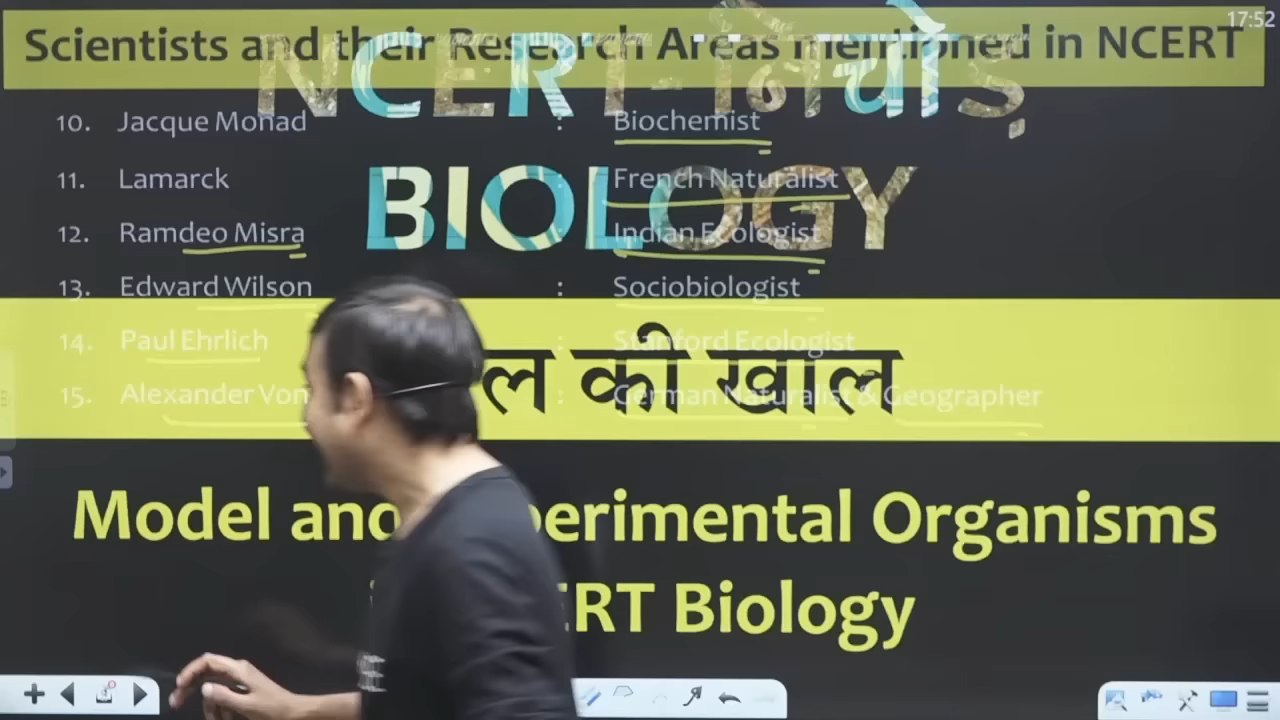 17:52
Scientists and their Research Areas mentioned in NCERT
NCERT - निचोड़
10. Jacque Monad : Biochemist
BIOLOGY
11. Lamarck French Naturalist
12. Ramdeo Misra Indian Ecologist
13. Edward Wilson : Sociobiologist
14. Paul Ehrlich Stanford Ecologist
की खाल
15. Alexander Von : German Naturalist & Geographer
Model and Organisms
Biology